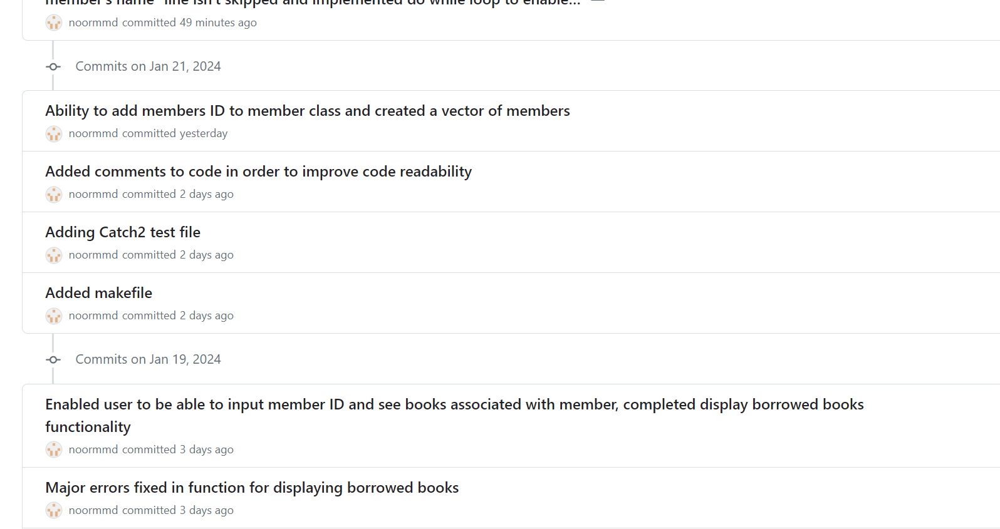 member's name" line isn't skipped and implemented do while loop to enable...
noormmd committed 49 minutes ago
Commits on Jan 21, 2024
Ability to add members ID to member class and created a vector of members
noormmd committed yesterday
Added comments to code in order to improve code readability
noormmd committed 2 days ago
Adding Catch2 test file
noormmd committed 2 days ago
Added makefile
noormmd committed 2 days ago
Commits on Jan 19, 2024
Enabled user to be able to input member ID and see books associated with member, completed display borrowed books
functionality
noormmd committed 3 days ago
Major errors fixed in function for displaying borrowed books
noormmd committed 3 days ago